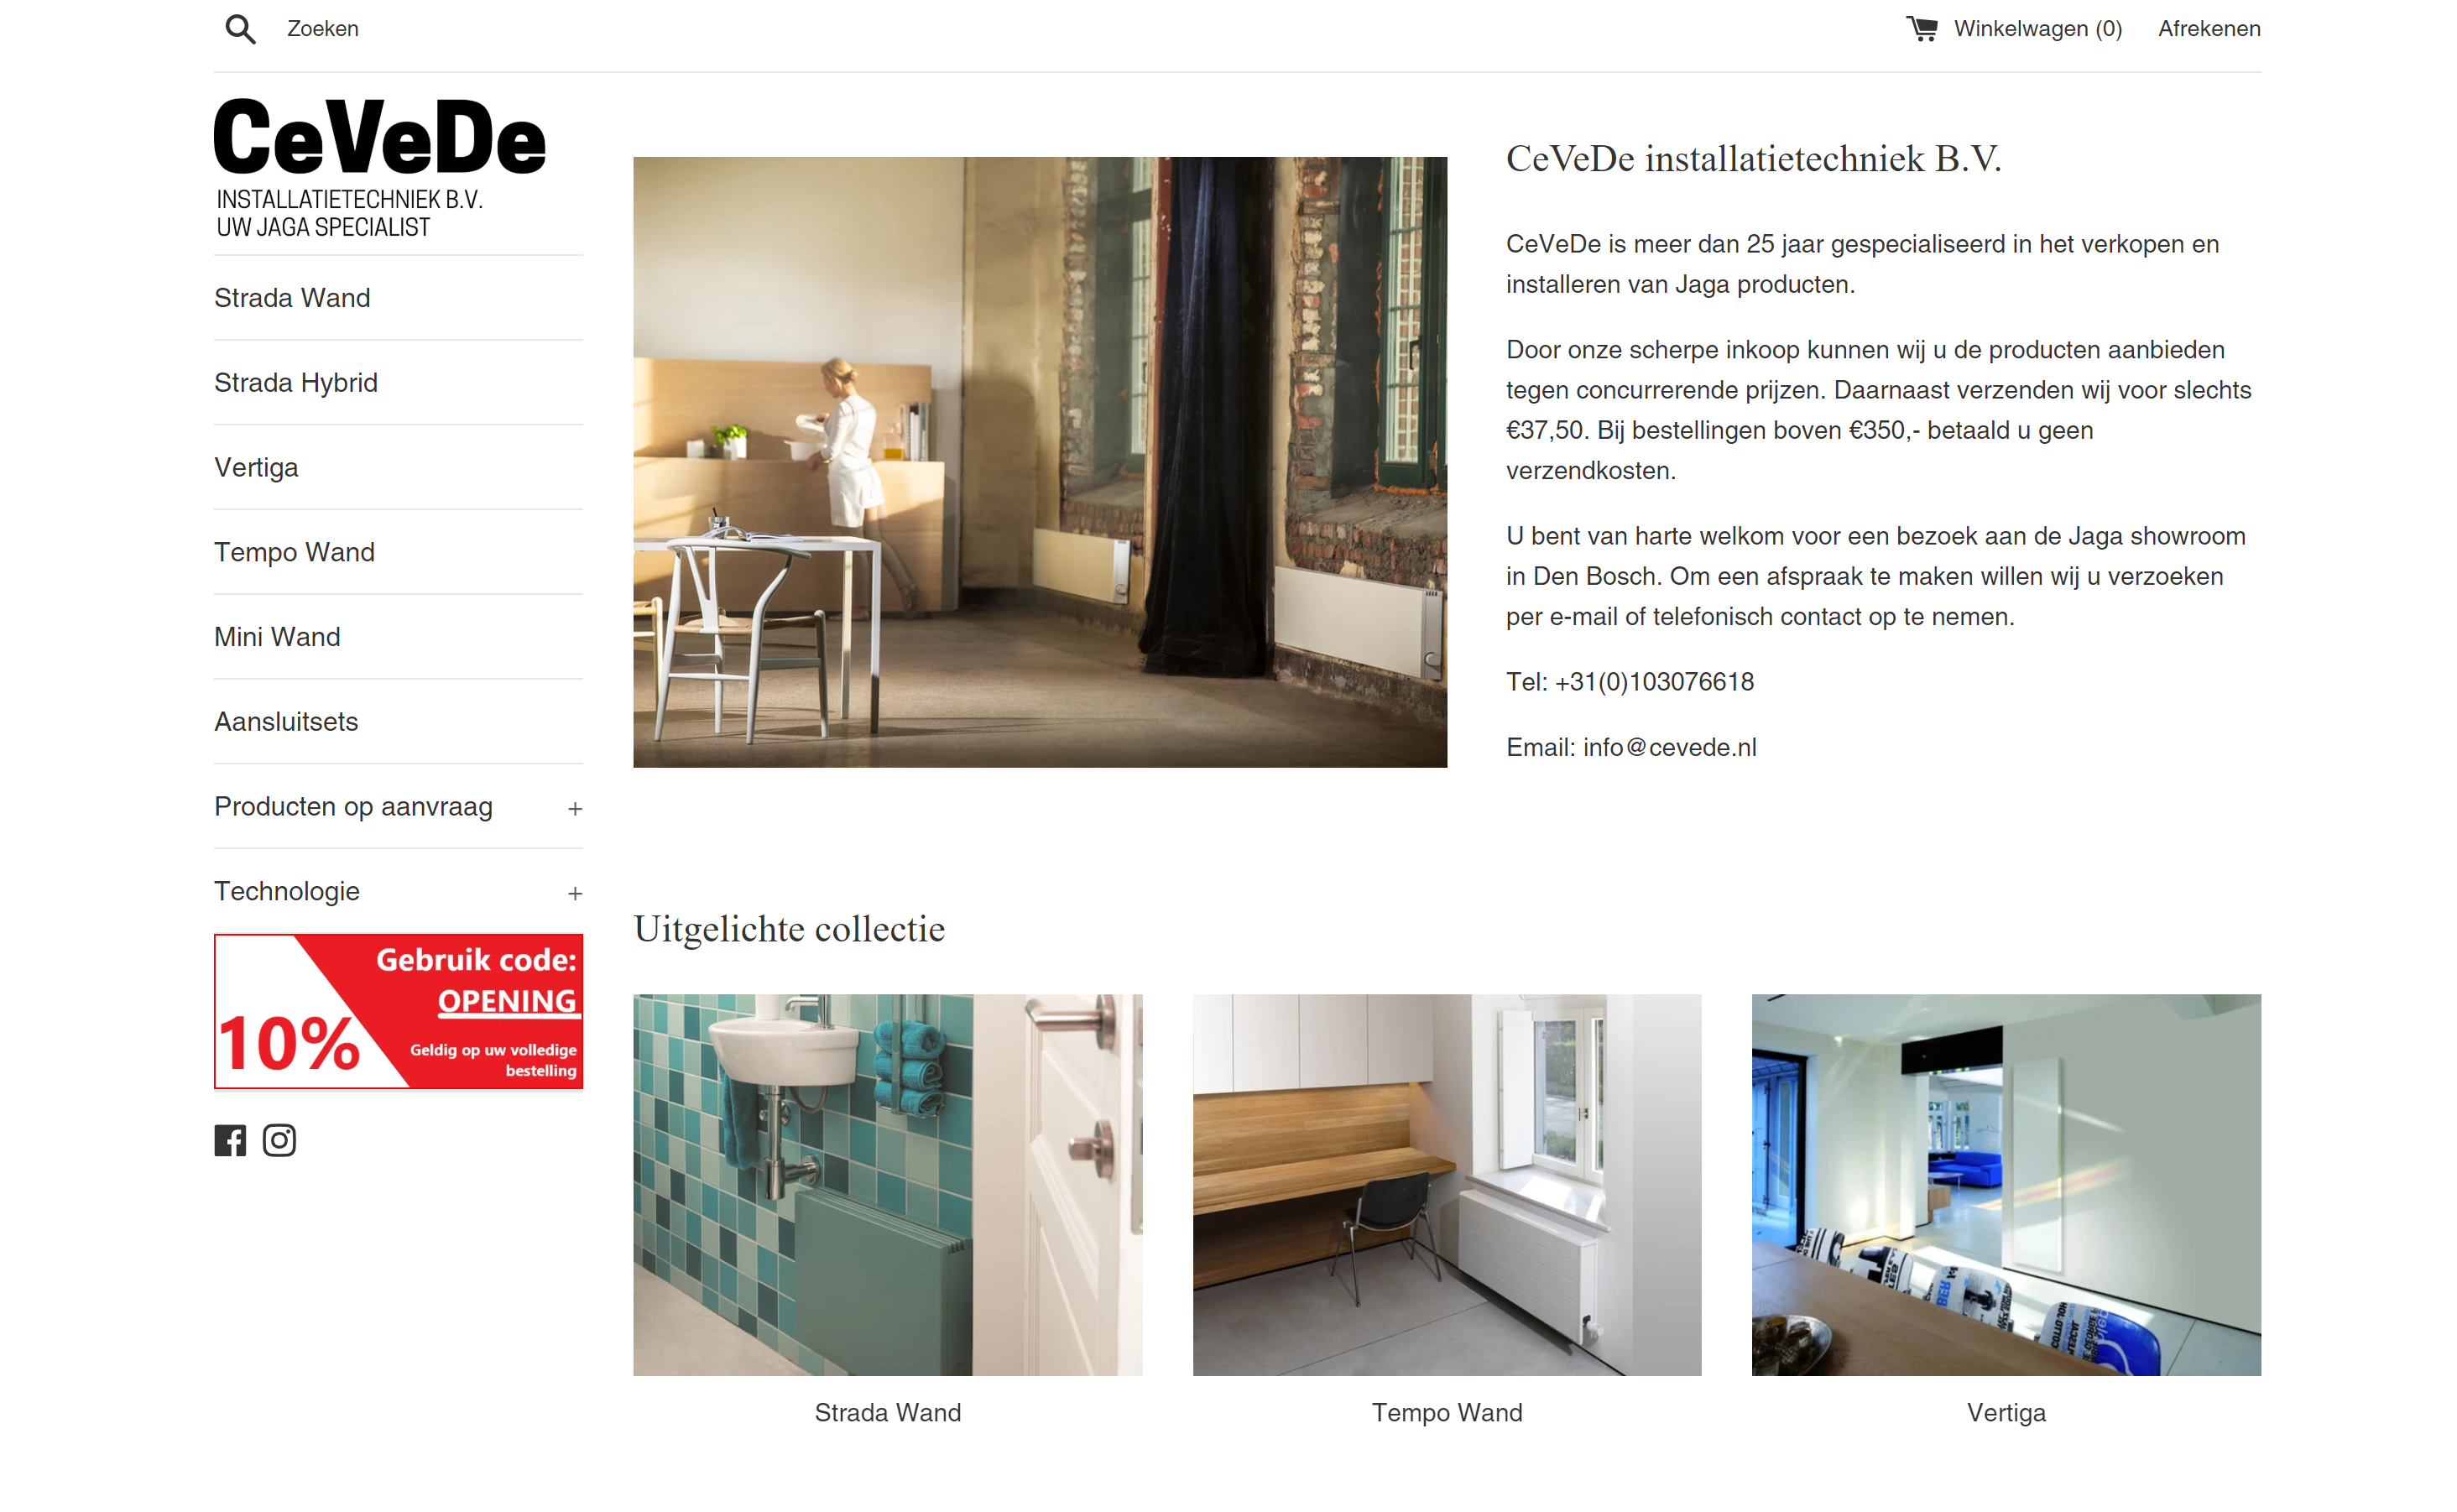 Zoeken
Winkelwagen (0)
Afrekenen
CeVeDe
INSTALLATIETECHNIEK B.V.
UW JAGA SPECIALIST
Strada Wand
Strada Hybrid
Vertiga
Tempo Wand
Mini Wand
Aansluitsets
Producten op aanvraag +
Technologie +
Gebruik code:
OPENING
10%
Geldig op uw volledige
bestelling
CeVeDe installatietechniek B.V.
CeVeDe is meer dan 25 jaar gespecialiseerd in het verkopen en
installeren van Jaga producten.
Door onze scherpe inkoop kunnen wij u de producten aanbieden
tegen concurrerende prijzen. Daarnaast verzenden wij voor slechts
€37,50. Bij bestellingen boven €350,- betaald u geen
verzendkosten.
U bent van harte welkom voor een bezoek aan de Jaga showroom
in Den Bosch. Om een afspraak te maken willen wij u verzoeken
per e-mail of telefonisch contact op te nemen.
Tel: +31(0)103076618
Email: info@cevede.nl
Uitgelichte collectie
Strada Wand
Tempo Wand
Vertiga